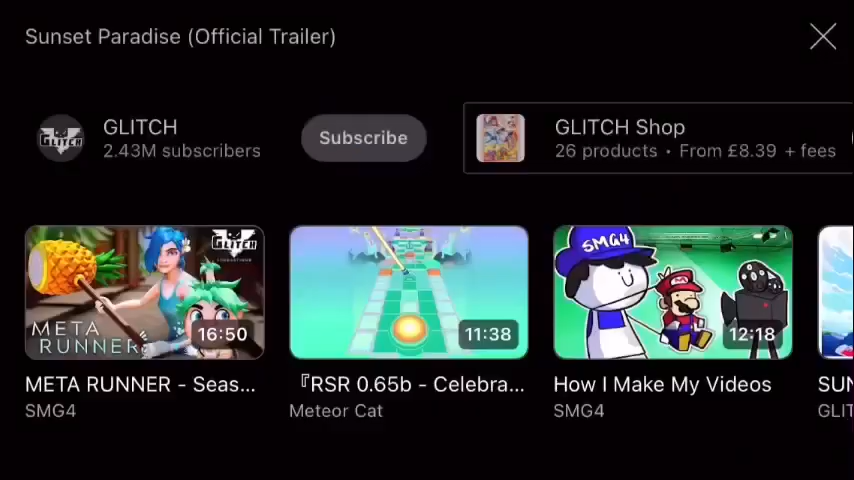 Sunset Paradise (Official Trailer)
GLITCH
GLITCH
2.43M subscribers
Subscribe
GLITCH Shop
26 products • From £8.39 + fees
GLITCH
META
RUNNER
16:50
11:38
SMG4
12:18
META RUNNER - Seas...
SMG4
『RSR 0.65b - Celebra...
Meteor Cat
How I Make My Videos
SMG4
SUN
GLIT